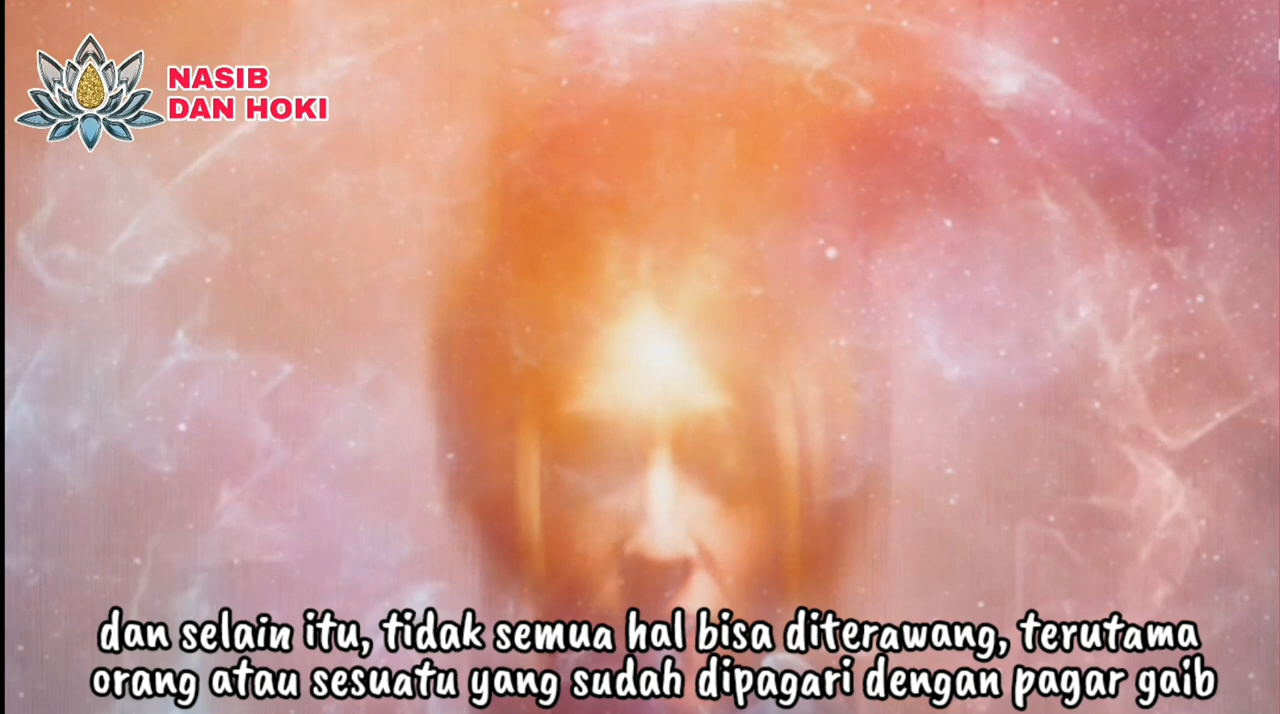 NASIB
DAN HOKI
dan selain itu, tidak semua hal bisa diterawang, terutama
orang atau sesuatu yang sudah dipagari dengan pagar gaib